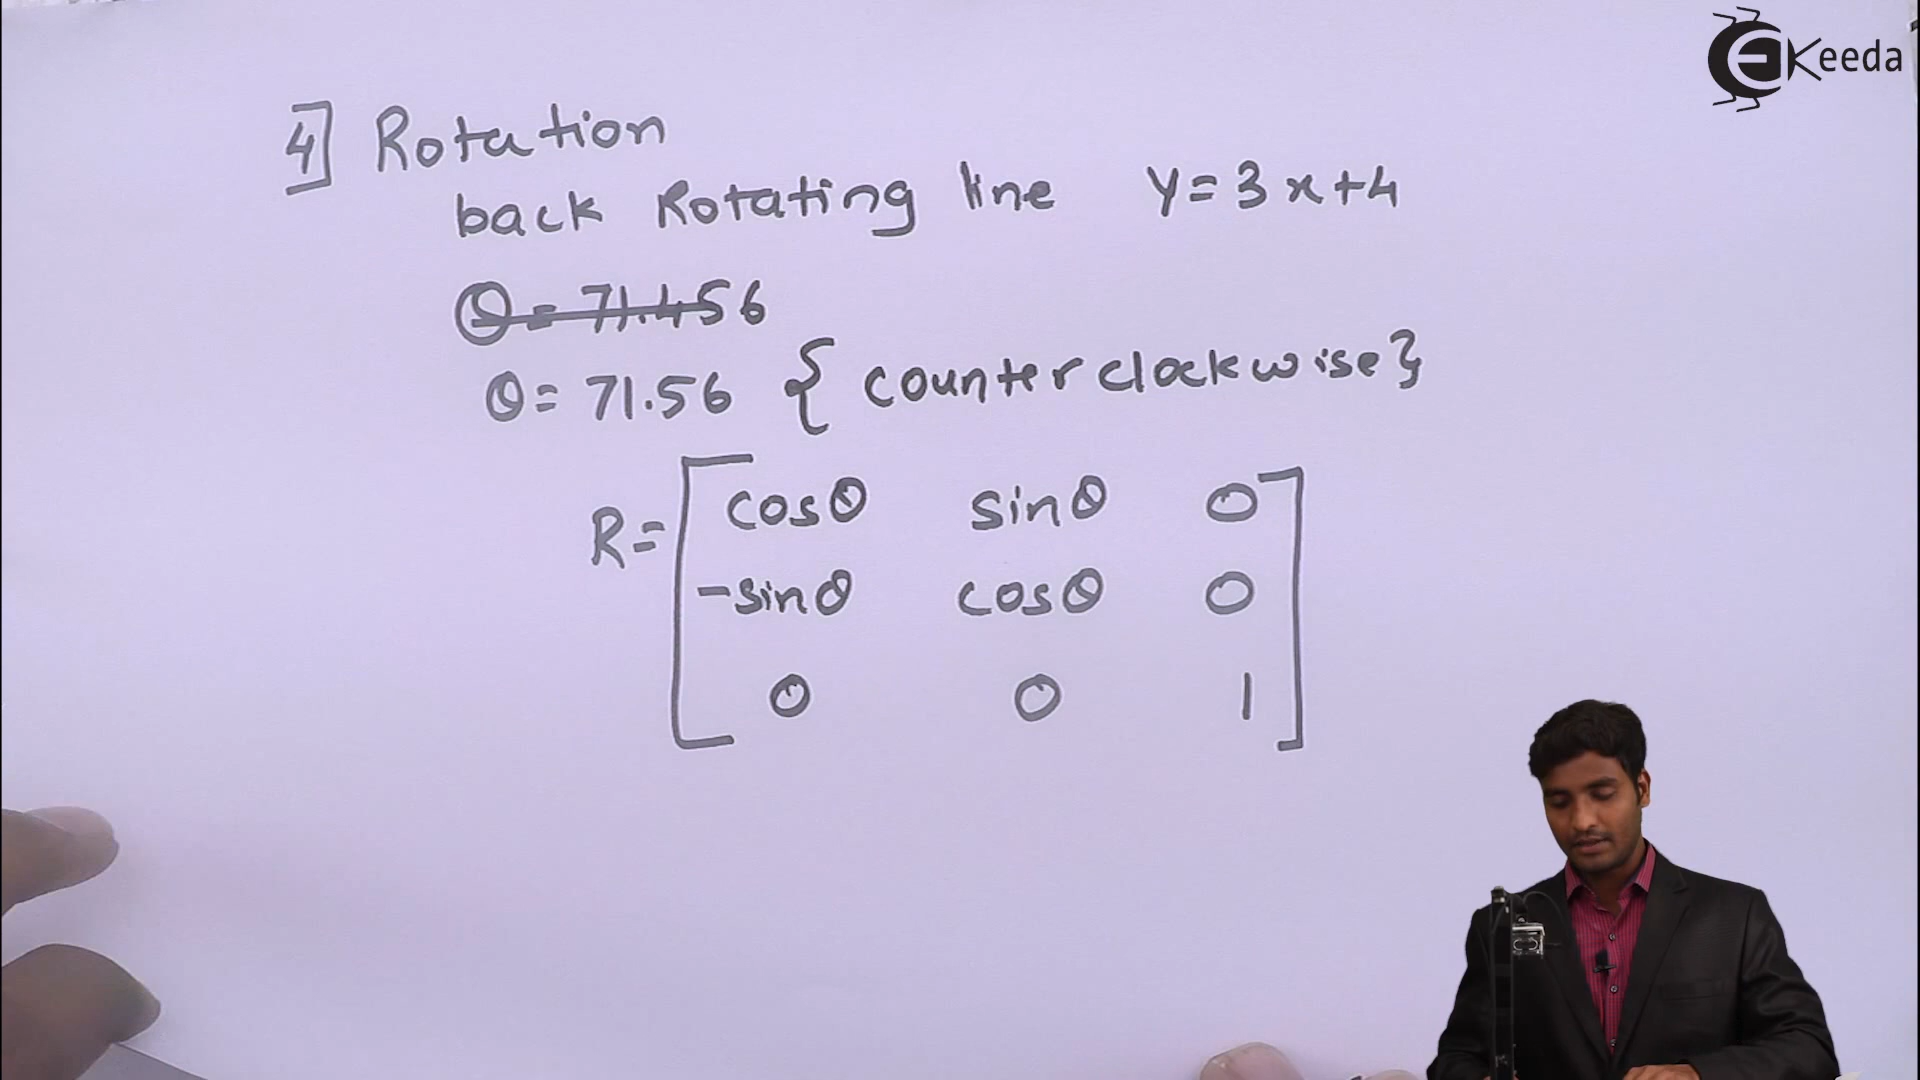 EKeeda
4] Rotation
back Rotating line y=3x+4
θ=71.456
θ=71.56 {counterclockwise}
R=[cosθ sinθ 0
-sinθ cosθ 0
0 0 1]